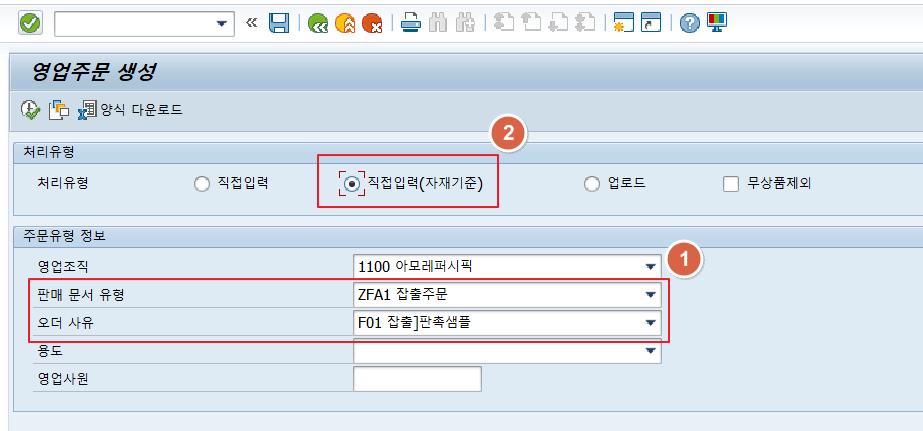 영업주문 생성
양식 다운로드
2
처리유형
처리유형 직접입력 직접입력(자재기준) 업로드 무상품제외
주문유형 정보
1
영업조직 1100 아모레퍼시픽
판매 문서 유형 ZFA1 잡출주문
오더 사유 F01 잡출]판촉샘플
용도
영업사원